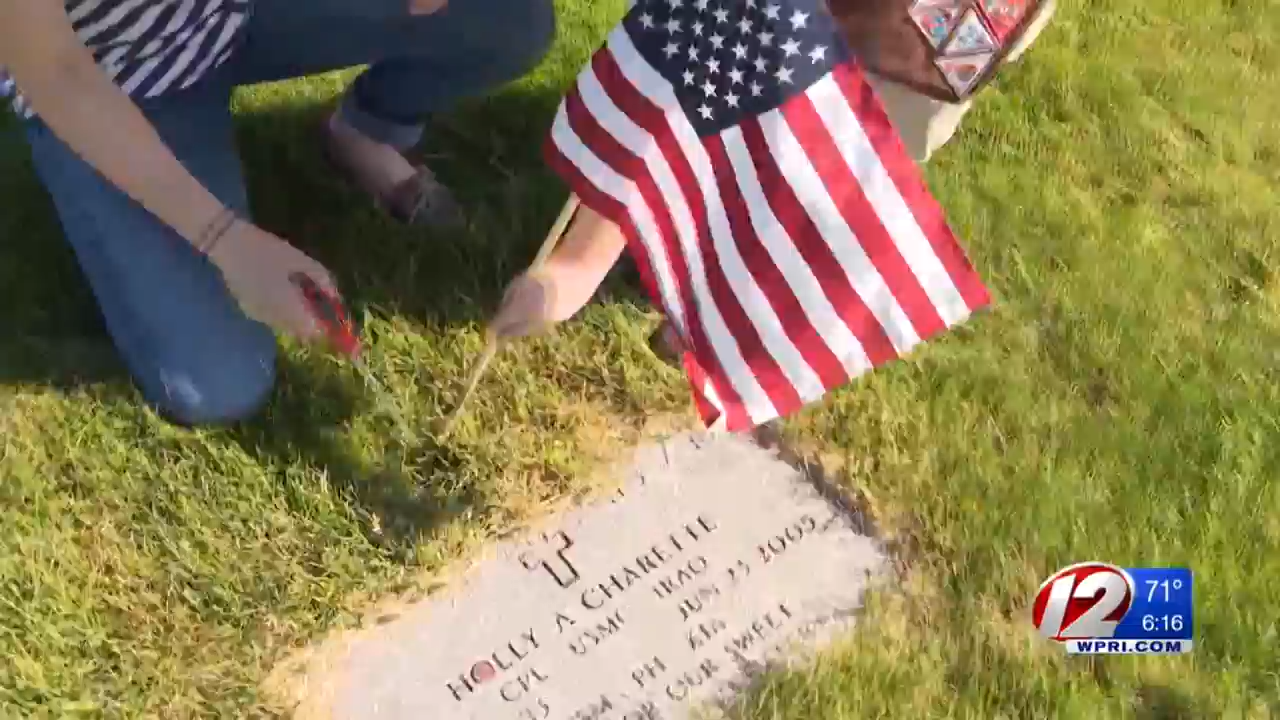 HOLLY A CHARETTE
CPL USMC IRAQ
JUN 23 2005
PH KIA
OUR SWEET
12
71°
6:16
WPRI.COM